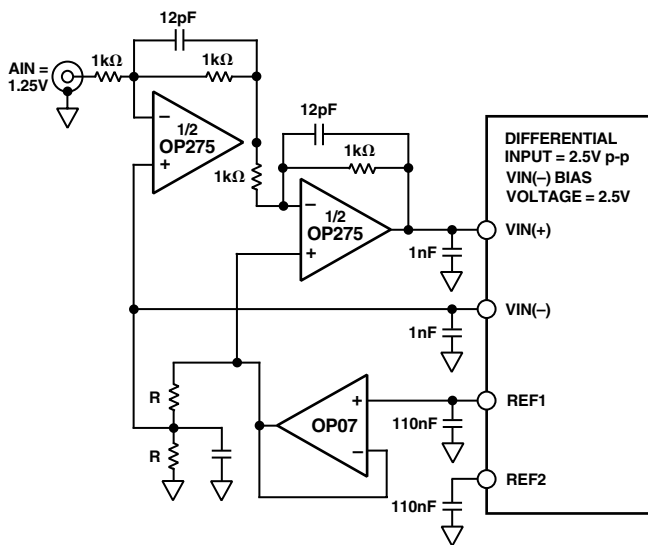 12pF
AIN =
1.25V
1kΩ
1kΩ
−
1/2
OP275
+
12pF
1kΩ
1kΩ
−
1/2
OP275
+
DIFFERENTIAL
INPUT = 2.5V p-p
VIN(–) BIAS
VOLTAGE = 2.5V
VIN(+)
1nF
VIN(–)
1nF
R
+
OP07
−
REF1
110nF
R
REF2
110nF